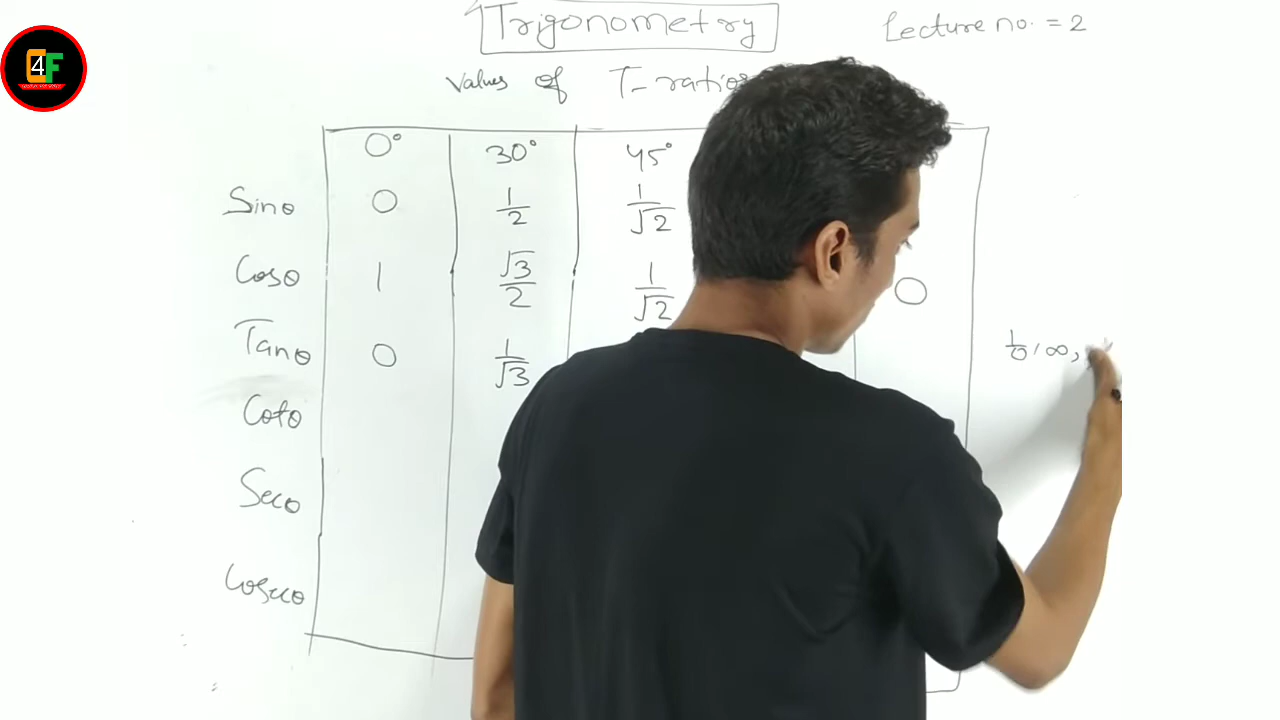 4F
Trigonometry
Lecture no. = 2
Values of T-ratios
0° 30° 45°
Sinθ 0 1/2 1/√2
Cosθ 1 √3/2 1/√2 0
Tanθ 0 1/√3 1/0, ∞,
Cotθ
Secθ
Cosecθ